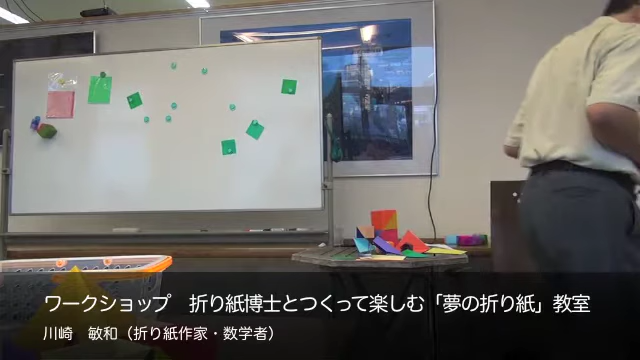 ワークショップ　折り紙博士とつくって楽しむ「夢の折り紙」教室
川崎　敏和（折り紙作家・数学者）